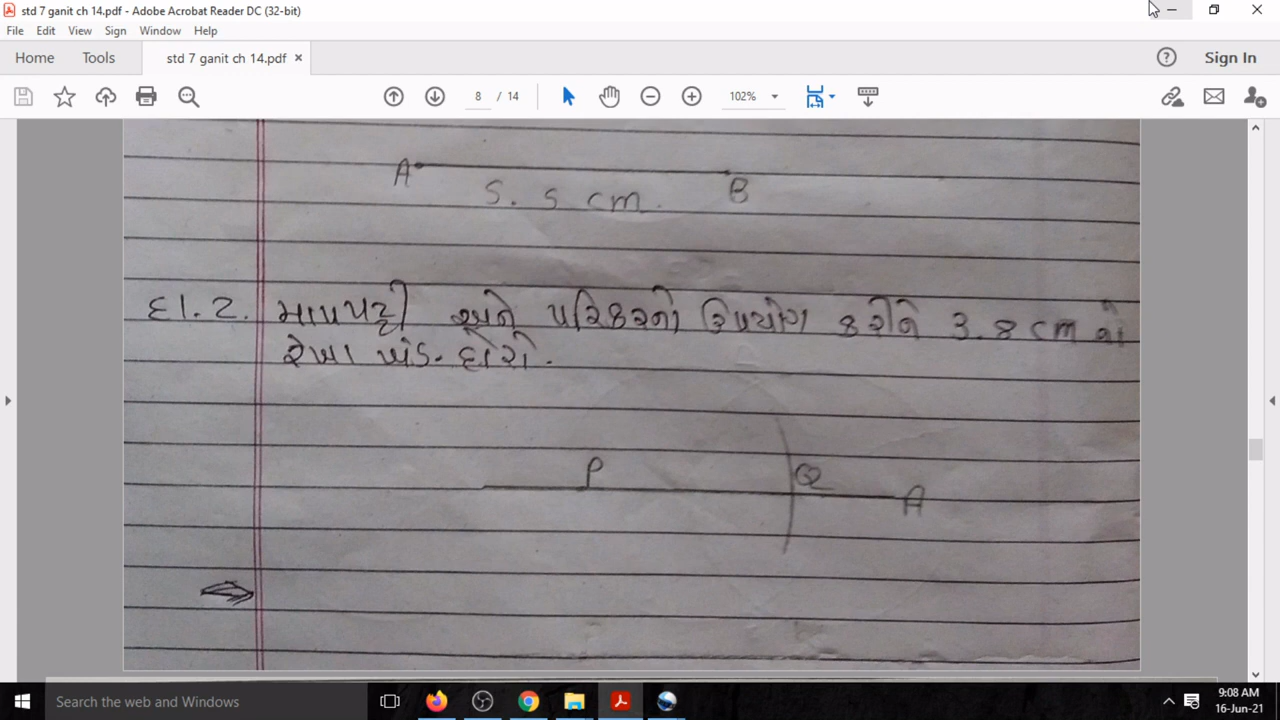 std 7 ganit ch 14.pdf - Adobe Acrobat Reader DC (32-bit)
File Edit View Sign Window Help
Home Tools std 7 ganit ch 14.pdf × Sign In
8 / 14 102%
A B
5.5 cm.
દા.2. માપપટ્ટી અને પરિકરનો ઉપયોગ કરીને 3.8 cm નો
રેખા ખંડ દોરો.
P Q A
Search the web and Windows
9:08 AM
16-Jun-21